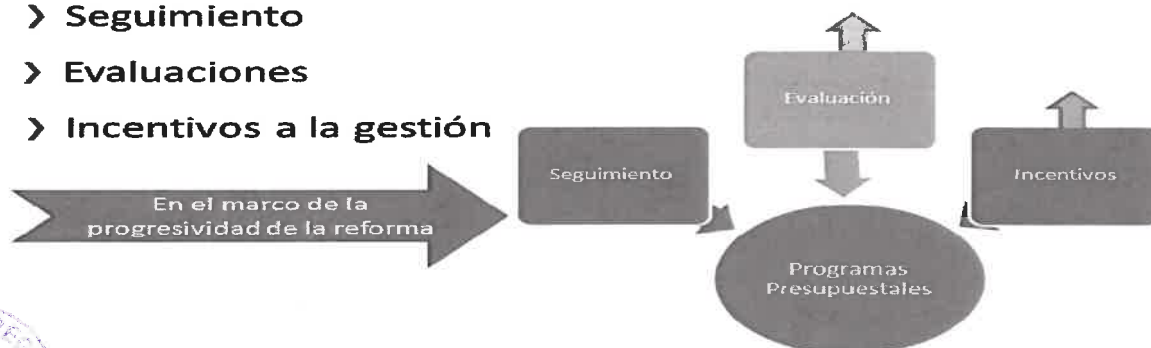 › Seguimiento
› Evaluaciones
› Incentivos a la gestión
En el marco de la
progresividad de la reforma
Seguimiento
Evaluación
Incentivos
Programas
Presupuestales